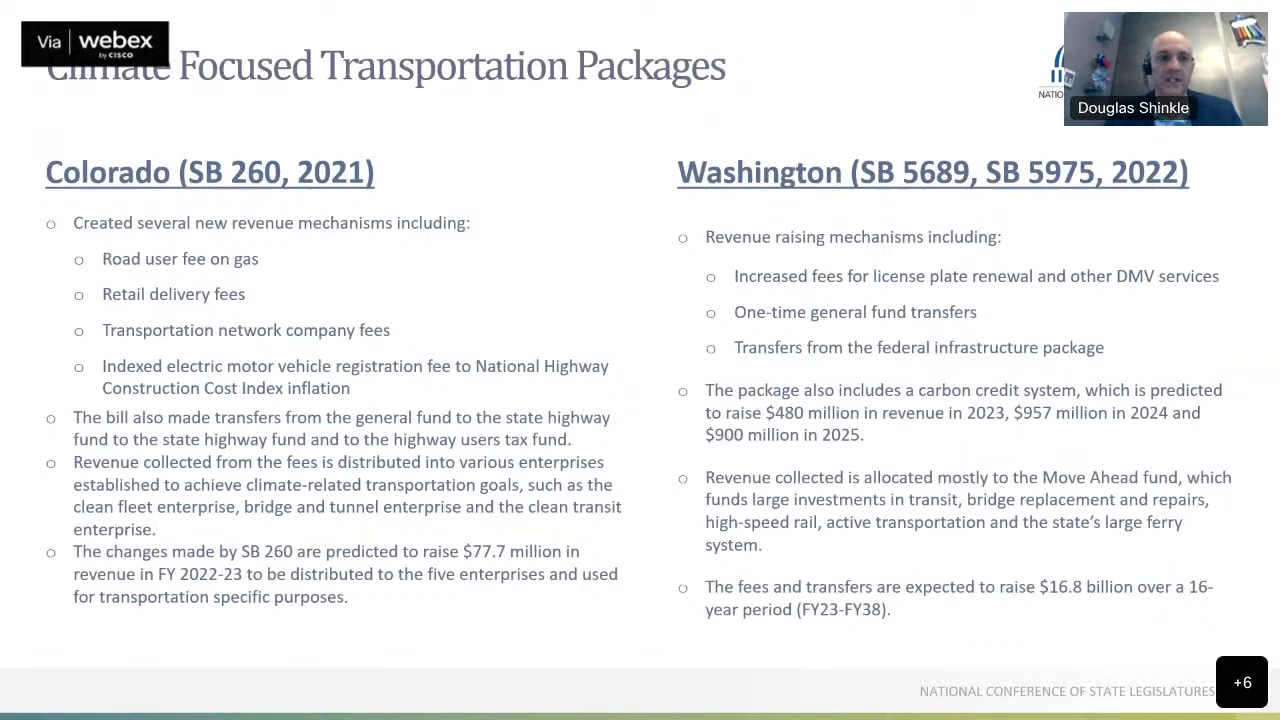 Via webex
by CISCO
Climate Focused Transportation Packages
NATIO
Douglas Shinkle
Colorado (SB 260, 2021)
o Created several new revenue mechanisms including:
o Road user fee on gas
o Retail delivery fees
o Transportation network company fees
o Indexed electric motor vehicle registration fee to National Highway
Construction Cost Index inflation
o The bill also made transfers from the general fund to the state highway
fund to the state highway fund and to the highway users tax fund.
o Revenue collected from the fees is distributed into various enterprises
established to achieve climate-related transportation goals, such as the
clean fleet enterprise, bridge and tunnel enterprise and the clean transit
enterprise.
o The changes made by SB 260 are predicted to raise $77.7 million in
revenue in FY 2022-23 to be distributed to the five enterprises and used
for transportation specific purposes.
Washington (SB 5689, SB 5975, 2022)
o Revenue raising mechanisms including:
o Increased fees for license plate renewal and other DMV services
o One-time general fund transfers
o Transfers from the federal infrastructure package
o The package also includes a carbon credit system, which is predicted
to raise $480 million in revenue in 2023, $957 million in 2024 and
$900 million in 2025.
o Revenue collected is allocated mostly to the Move Ahead fund, which
funds large investments in transit, bridge replacement and repairs,
high-speed rail, active transportation and the state's large ferry
system.
o The fees and transfers are expected to raise $16.8 billion over a 16-
year period (FY23-FY38).
NATIONAL CONFERENCE OF STATE LEGISLATURES
+6